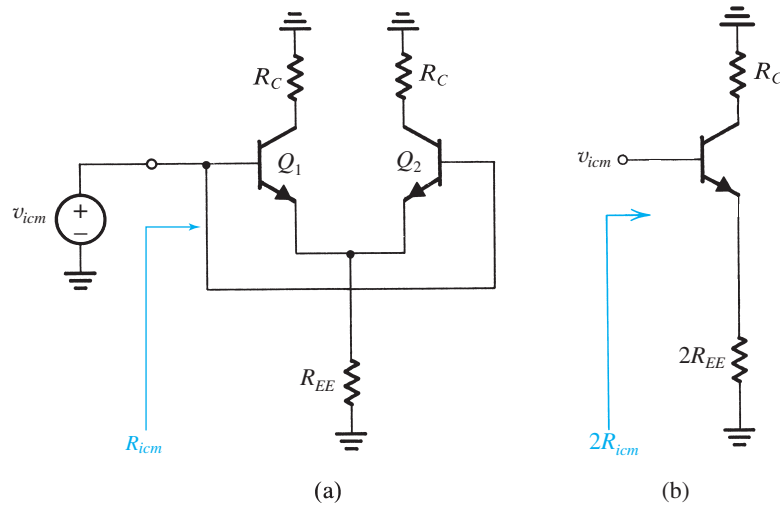 R_C
R_C
R_C
Q_1
Q_2
v_icm
+
−
v_icm
R_EE
2R_EE
R_icm
2R_icm
(a)
(b)